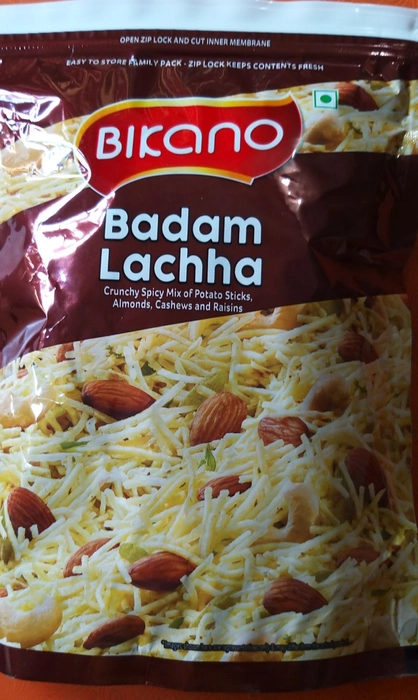 OPEN ZIP LOCK AND CUT INNER MEMBRANE
EASY TO STORE FAMILY PACK - ZIP LOCK KEEPS CONTENTS FRESH
BIKANO
Badam
Lachha
Crunchy Spicy Mix of Potato Sticks,
Almonds, Cashews and Raisins